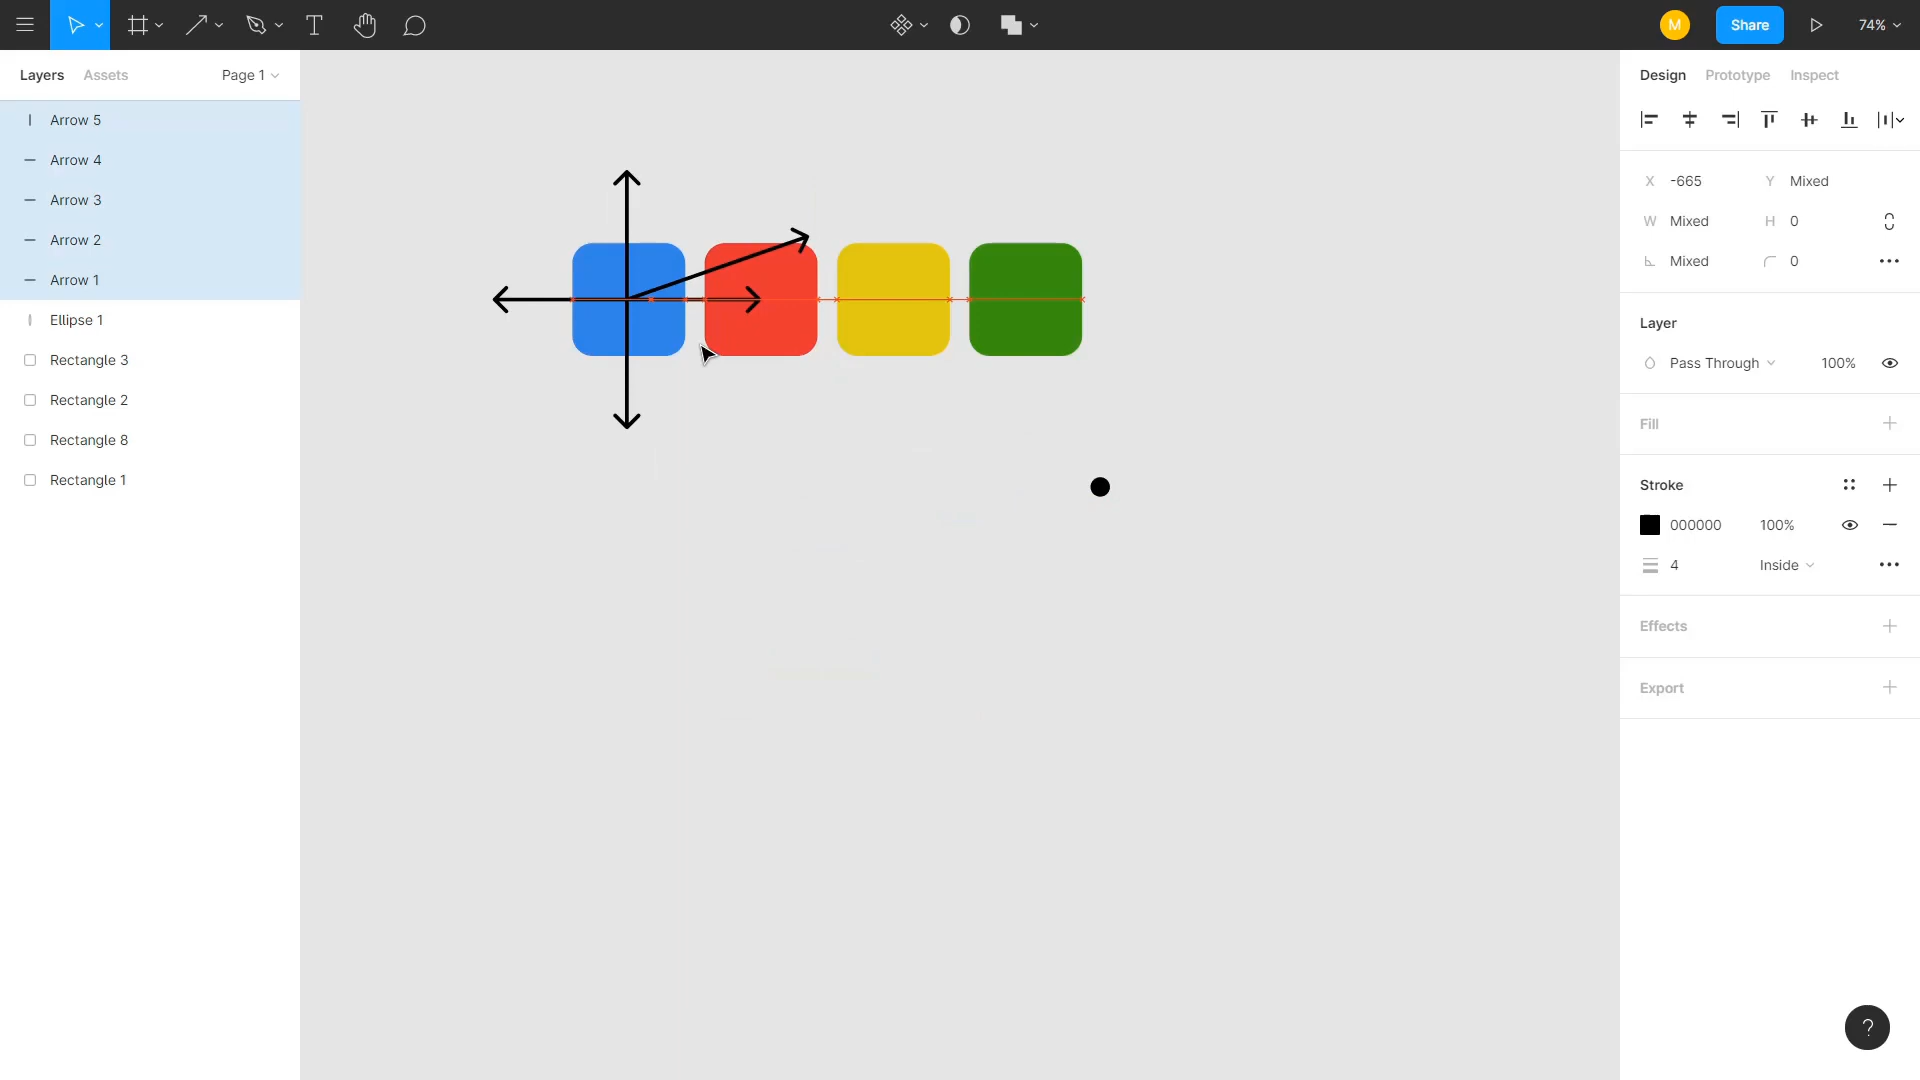 M
Share
74%
Layers
Assets
Page 1
Design
Prototype
Inspect
Arrow 5
Arrow 4
Arrow 3
Arrow 2
Arrow 1
Ellipse 1
Rectangle 3
Rectangle 2
Rectangle 8
Rectangle 1
X -665 Y Mixed
W Mixed H 0
Mixed 0
Layer
Pass Through 100%
Fill
Stroke
000000 100%
4 Inside
Effects
Export
?